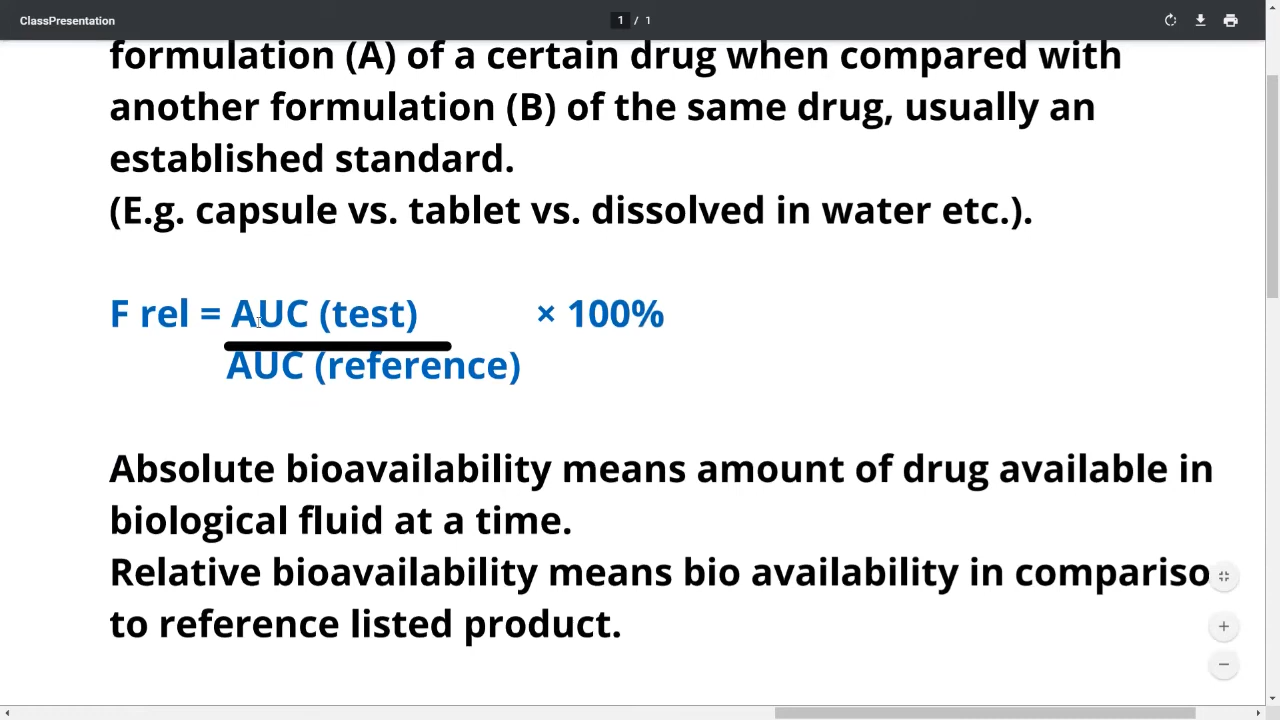 ClassPresentation
1 / 1
formulation (A) of a certain drug when compared with
another formulation (B) of the same drug, usually an
established standard.
(E.g. capsule vs. tablet vs. dissolved in water etc.).
F rel = AUC (test) × 100%
AUC (reference)
Absolute bioavailability means amount of drug available in
biological fluid at a time.
Relative bioavailability means bio availability in compariso
to reference listed product.